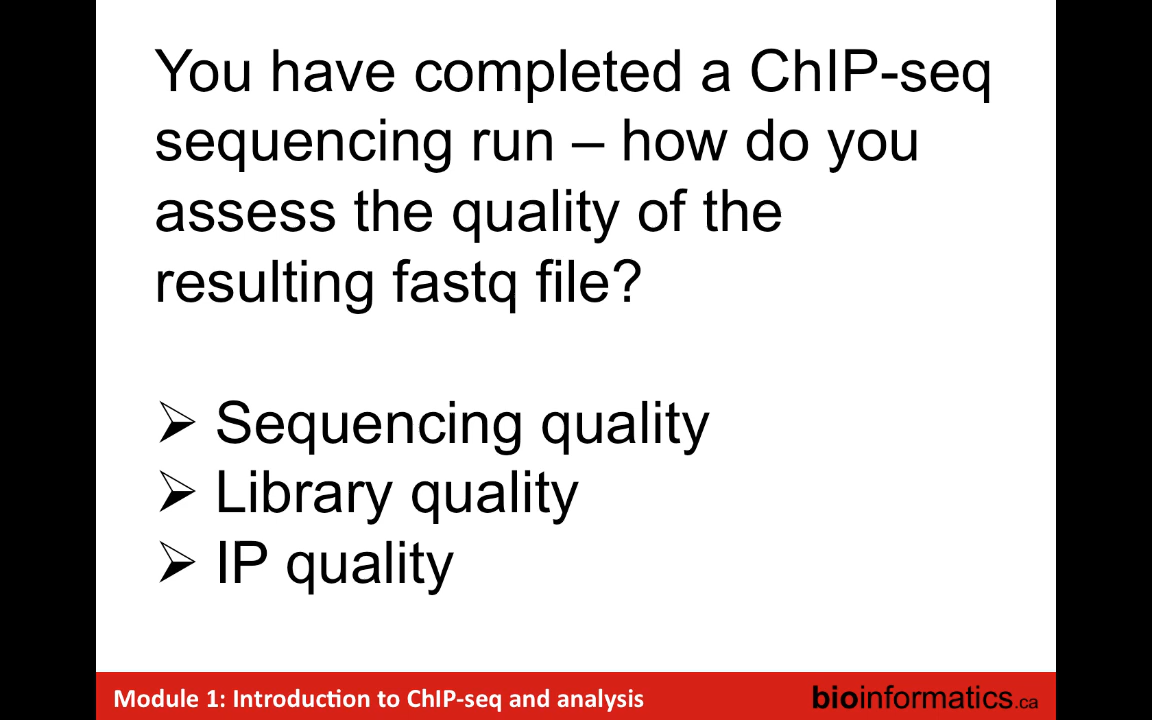 You have completed a ChIP-seq
sequencing run – how do you
assess the quality of the
resulting fastq file?
➢ Sequencing quality
➢ Library quality
➢ IP quality
Module 1: Introduction to ChIP-seq and analysis
bioinformatics.ca